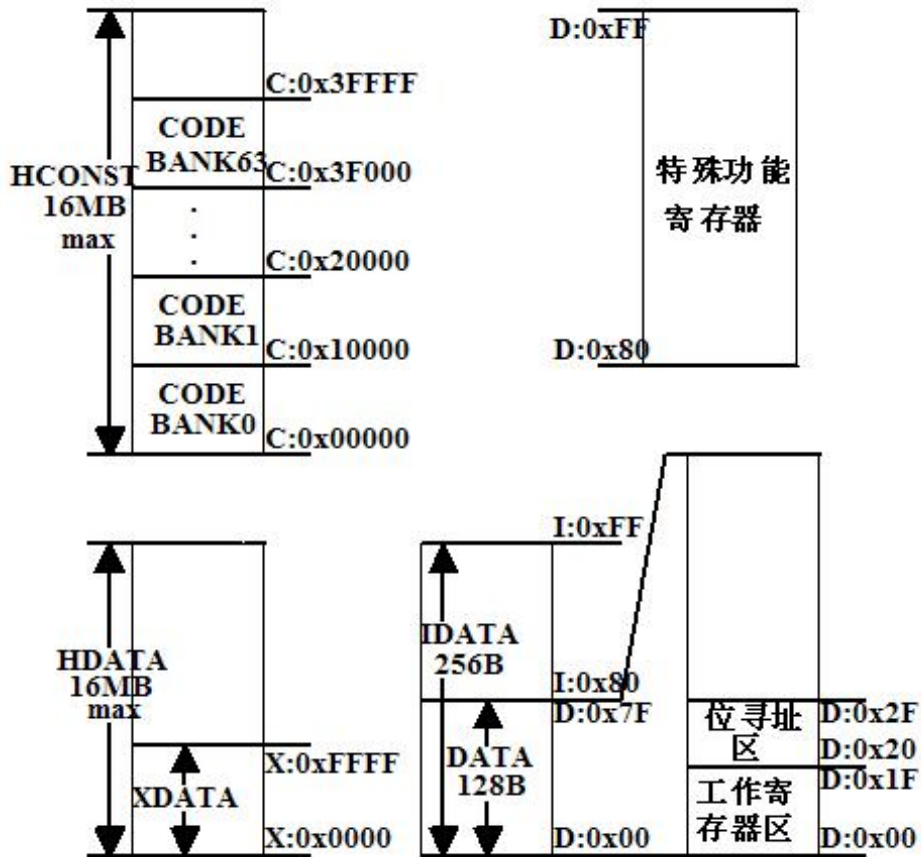 C:0x3FFFF
CODE
BANK63
C:0x3F000
HCONST
16MB
max
C:0x20000
CODE
BANK1
C:0x10000
CODE
BANK0
C:0x00000
D:0xFF
特殊功能
寄存器
D:0x80
HDATA
16MB
max
X:0xFFFF
XDATA
X:0x0000
I:0xFF
IDATA
256B
I:0x80
D:0x7F
DATA
128B
D:0x00
位寻址
区
D:0x2F
D:0x20
D:0x1F
工作寄
存器区
D:0x00